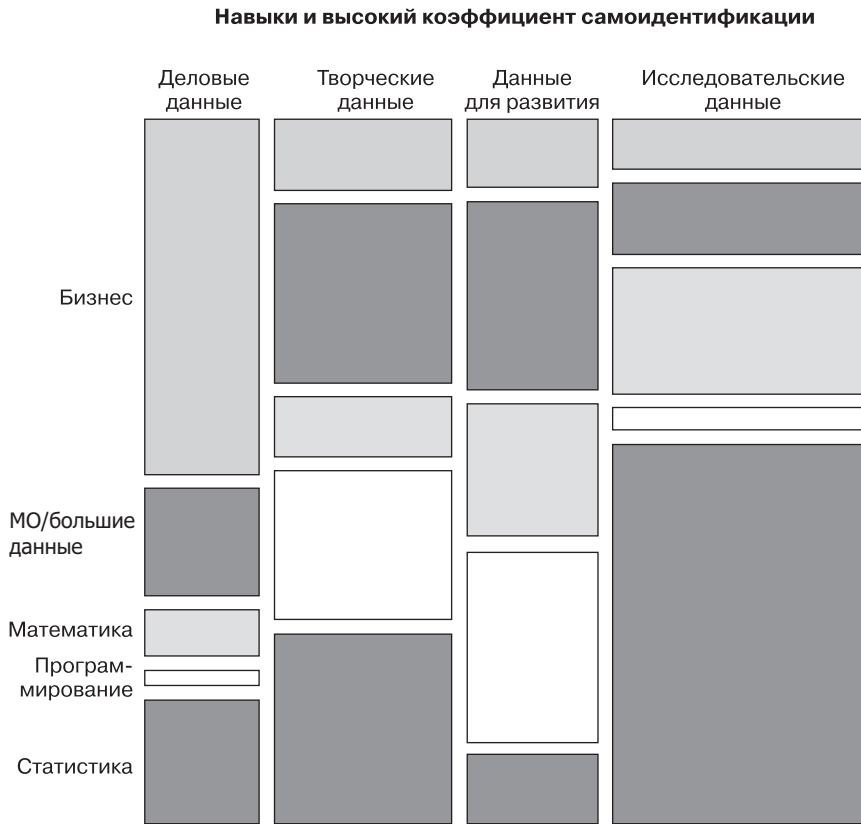 Навыки и высокий коэффициент самоидентификации
Деловые
данные
Творческие
данные
Данные
для развития
Исследовательские
данные
Бизнес
МО/большие
данные
Математика
Програм-
мирование
Статистика